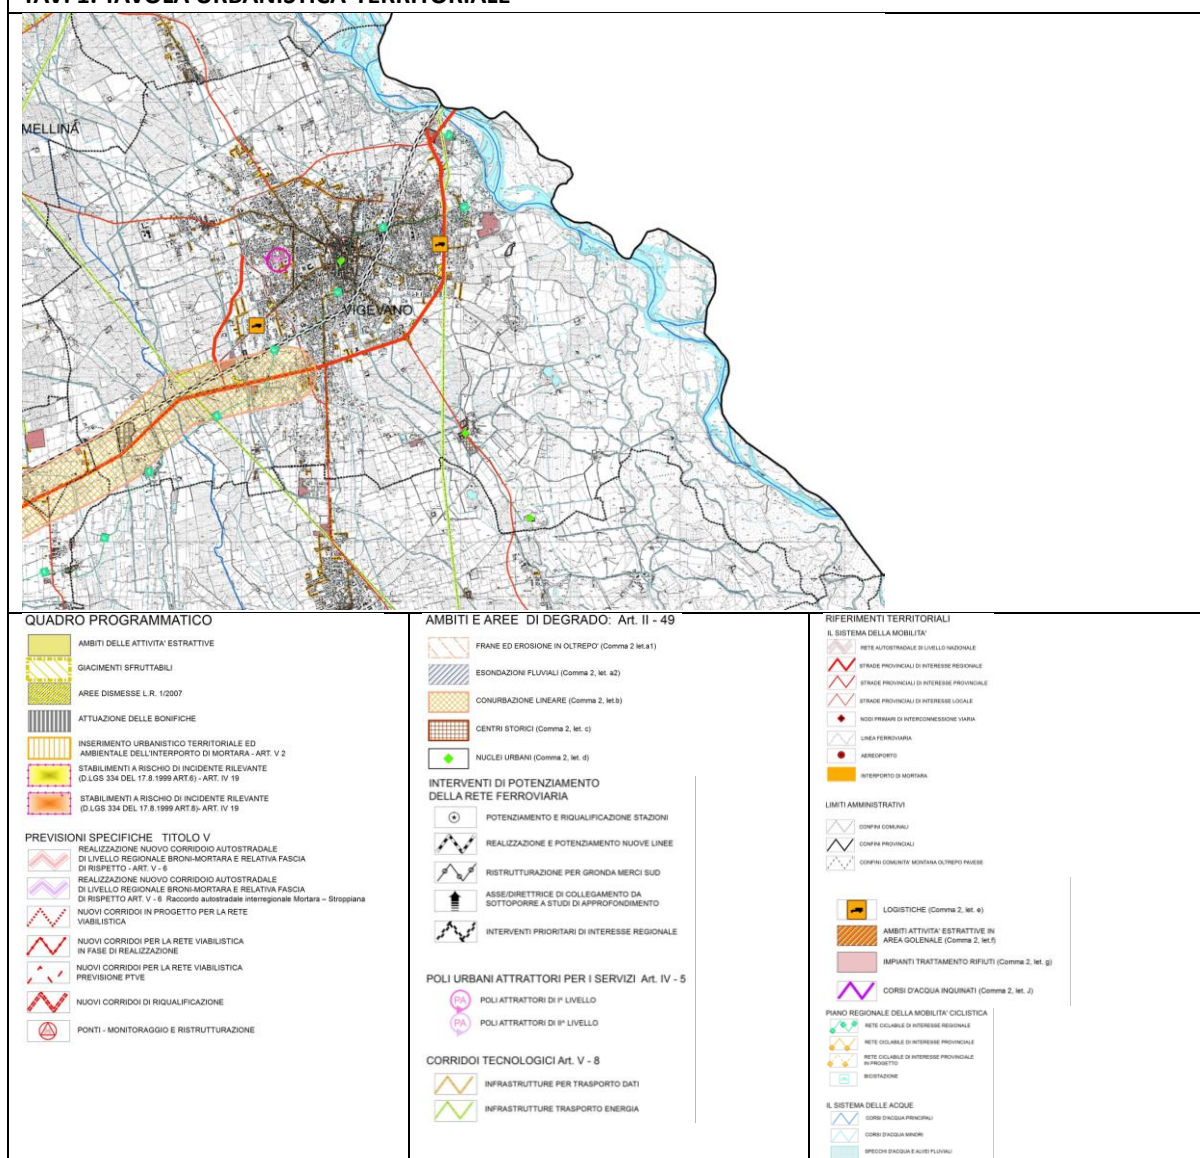 TAV. 1: TAVOLA URBANISTICA TERRITORIALE
MELLINA
VIGEVANO
QUADRO PROGRAMMATICO
AMBITI DELLE ATTIVITA' ESTRATTIVE
GIACIMENTI SFRUTTABILI
AREE DISMESSE L.R. 1/2007
ATTUAZIONE DELLE BONIFICHE
INSERIMENTO URBANISTICO TERRITORIALE ED
AMBIENTALE DELL'INTERPORTO DI MORTARA - ART. V 2
STABILIMENTI A RISCHIO DI INCIDENTE RILEVANTE
(D.LGS 334 DEL 17.8.1999 ART.6) - ART. IV 19
STABILIMENTI A RISCHIO DI INCIDENTE RILEVANTE
(D.LGS 334 DEL 17.8.1999 ART.8)- ART. IV 19
PREVISIONI SPECIFICHE TITOLO V
REALIZZAZIONE NUOVO CORRIDOIO AUTOSTRADALE
DI LIVELLO REGIONALE BRONI-MORTARA E RELATIVA FASCIA
DI RISPETTO - ART. V - 6
REALIZZAZIONE NUOVO CORRIDOIO AUTOSTRADALE
DI LIVELLO REGIONALE BRONI-MORTARA E RELATIVA FASCIA
DI RISPETTO ART. V - 6 Raccordo autostradale interregionale Mortara – Stroppiana
NUOVI CORRIDOI IN PROGETTO PER LA RETE
VIABILISTICA
NUOVI CORRIDOI PER LA RETE VIABILISTICA
IN FASE DI REALIZZAZIONE
NUOVI CORRIDOI PER LA RETE VIABILISTICA
PREVISIONE PTVE
NUOVI CORRIDOI DI RIQUALIFICAZIONE
PONTI - MONITORAGGIO E RISTRUTTURAZIONE
AMBITI E AREE DI DEGRADO: Art. II - 49
FRANE ED EROSIONE IN OLTREPO' (Comma 2 let.a1)
ESONDAZIONI FLUVIALI (Comma 2, let. a2)
CONURBAZIONE LINEARE (Comma 2, let.b)
CENTRI STORICI (Comma 2, let. c)
NUCLEI URBANI (Comma 2, let. d)
INTERVENTI DI POTENZIAMENTO
DELLA RETE FERROVIARIA
POTENZIAMENTO E RIQUALIFICAZIONE STAZIONI
REALIZZAZIONE E POTENZIAMENTO NUOVE LINEE
RISTRUTTURAZIONE PER GRONDA MERCI SUD
ASSE/DIRETTRICE DI COLLEGAMENTO DA
SOTTOPORRE A STUDI DI APPROFONDIMENTO
INTERVENTI PRIORITARI DI INTERESSE REGIONALE
POLI URBANI ATTRATTORI PER I SERVIZI Art. IV - 5
PA POLI ATTRATTORI DI I° LIVELLO
PA POLI ATTRATTORI DI II° LIVELLO
CORRIDOI TECNOLOGICI Art. V - 8
INFRASTRUTTURE PER TRASPORTO DATI
INFRASTRUTTURE TRASPORTO ENERGIA
RIFERIMENTI TERRITORIALI
IL SISTEMA DELLA MOBILITA'
RETE AUTOSTRADALE DI LIVELLO NAZIONALE
STRADE PROVINCIALI DI INTERESSE REGIONALE
STRADE PROVINCIALI DI INTERESSE PROVINCIALE
STRADE PROVINCIALI DI INTERESSE LOCALE
NODI PRIMARI DI INTERCONNESSIONE VIARIA
LINEA FERROVIARIA
AEREOPORTO
INTERPORTO DI MORTARA
LIMITI AMMINISTRATIVI
CONFINI COMUNALI
CONFINI PROVINCIALI
CONFINI COMUNITA' MONTANA OLTREPO PAVESE
LOGISTICHE (Comma 2, let. e)
AMBITI ATTIVITA' ESTRATTIVE IN
AREA GOLENALE (Comma 2, let.f)
IMPIANTI TRATTAMENTO RIFIUTI (Comma 2, let. g)
CORSI D'ACQUA INQUINATI (Comma 2, let. J)
PIANO REGIONALE DELLA MOBILITA' CICLISTICA
RETE CICLABILE DI INTERESSE REGIONALE
RETE CICLABILE DI INTERESSE PROVINCIALE
RETE CICLABILE DI INTERESSE PROVINCIALE
IN PROGETTO
BICISTAZIONE
IL SISTEMA DELLE ACQUE
CORSI D'ACQUA PRINCIPALI
CORSI D'ACQUA MINORI
SPECCHI D'ACQUA E ALVEI FLUVIALI